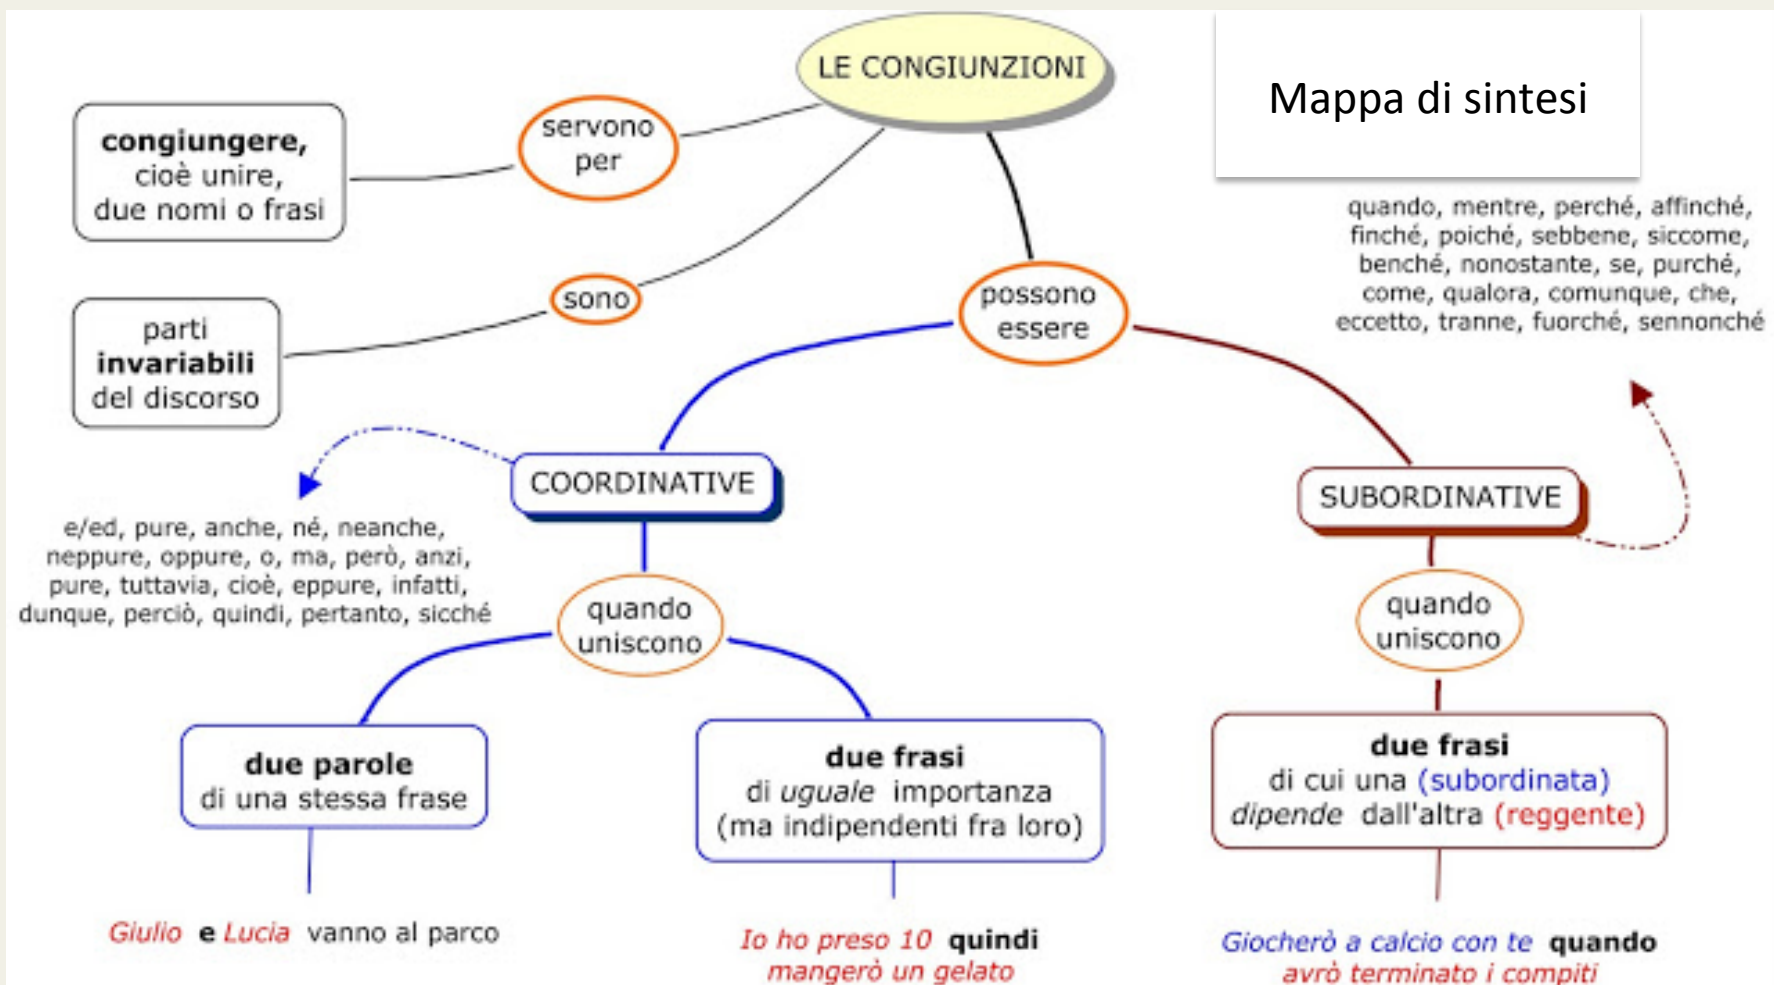 LE CONGIUNZIONI
Mappa di sintesi
servono
per
congiungere,
cioè unire,
due nomi o frasi
sono
parti
invariabili
del discorso
possono
essere
quando, mentre, perché, affinché,
finché, poiché, sebbene, siccome,
benché, nonostante, se, purché,
come, qualora, comunque, che,
eccetto, tranne, fuorché, sennonché
COORDINATIVE
e/ed, pure, anche, né, neanche,
neppure, oppure, o, ma, però, anzi,
pure, tuttavia, cioè, eppure, infatti,
dunque, perciò, quindi, pertanto, sicché
quando
uniscono
due parole
di una stessa frase
Giulio e Lucia vanno al parco
due frasi
di uguale importanza
(ma indipendenti fra loro)
Io ho preso 10 quindi
mangerò un gelato
SUBORDINATIVE
quando
uniscono
due frasi
di cui una (subordinata)
dipende dall'altra (reggente)
Giocherò a calcio con te quando
avrò terminato i compiti